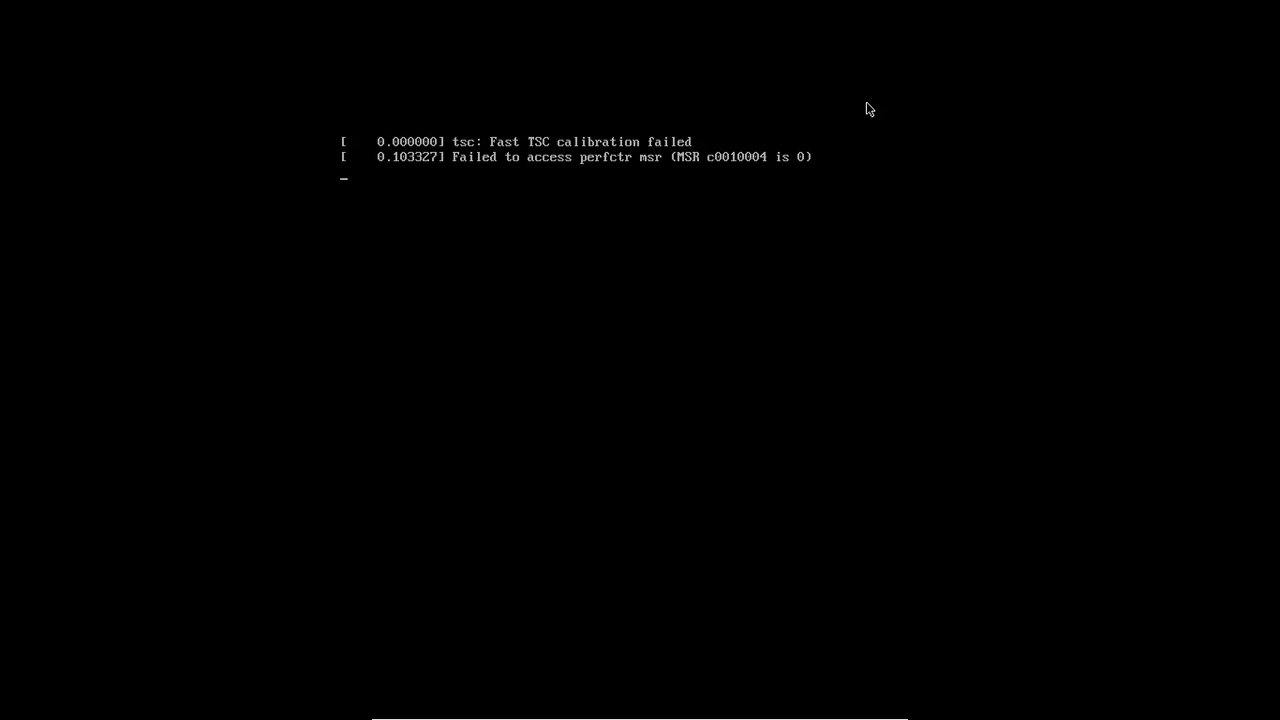 [    0.000000] tsc: Fast TSC calibration failed
[    0.103327] Failed to access perfctr msr (MSR c0010004 is 0)
_